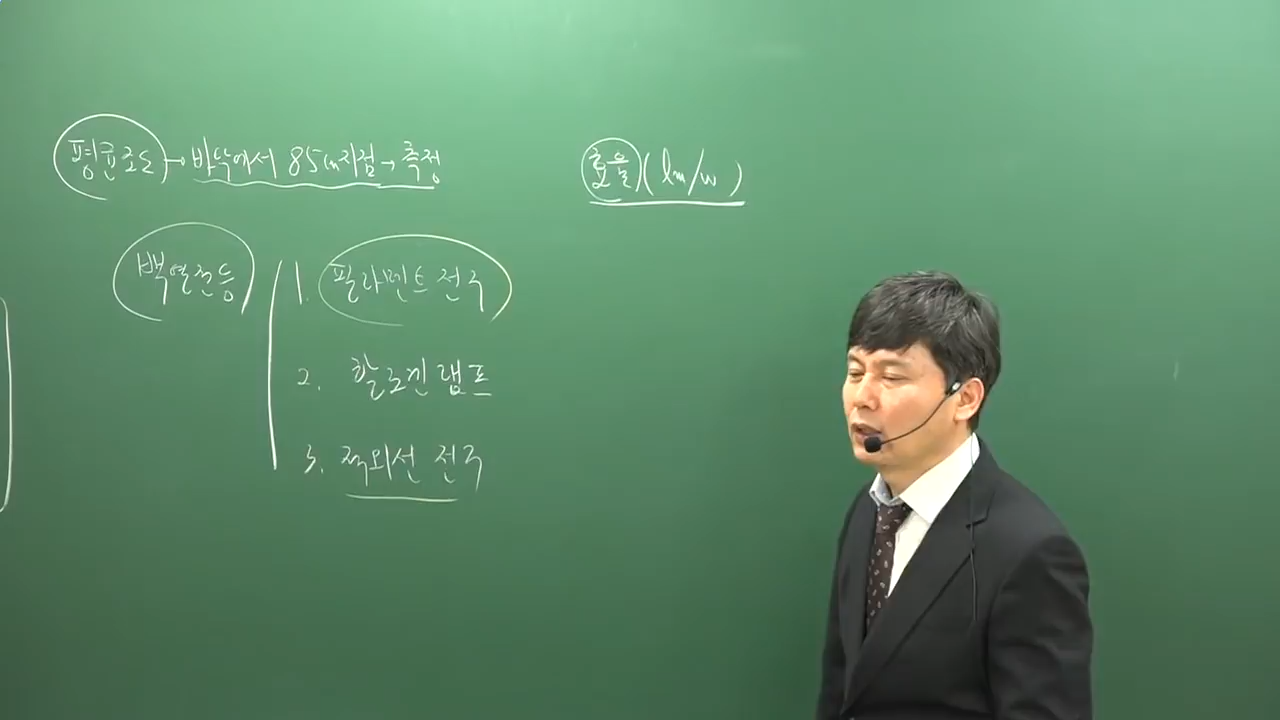 평균조도 → 바닥에서 85cm지점 → 측정
효율 (lm/w)
백열전등
1. 필라멘트 전구
2. 할로겐 램프
3. 적외선 전구